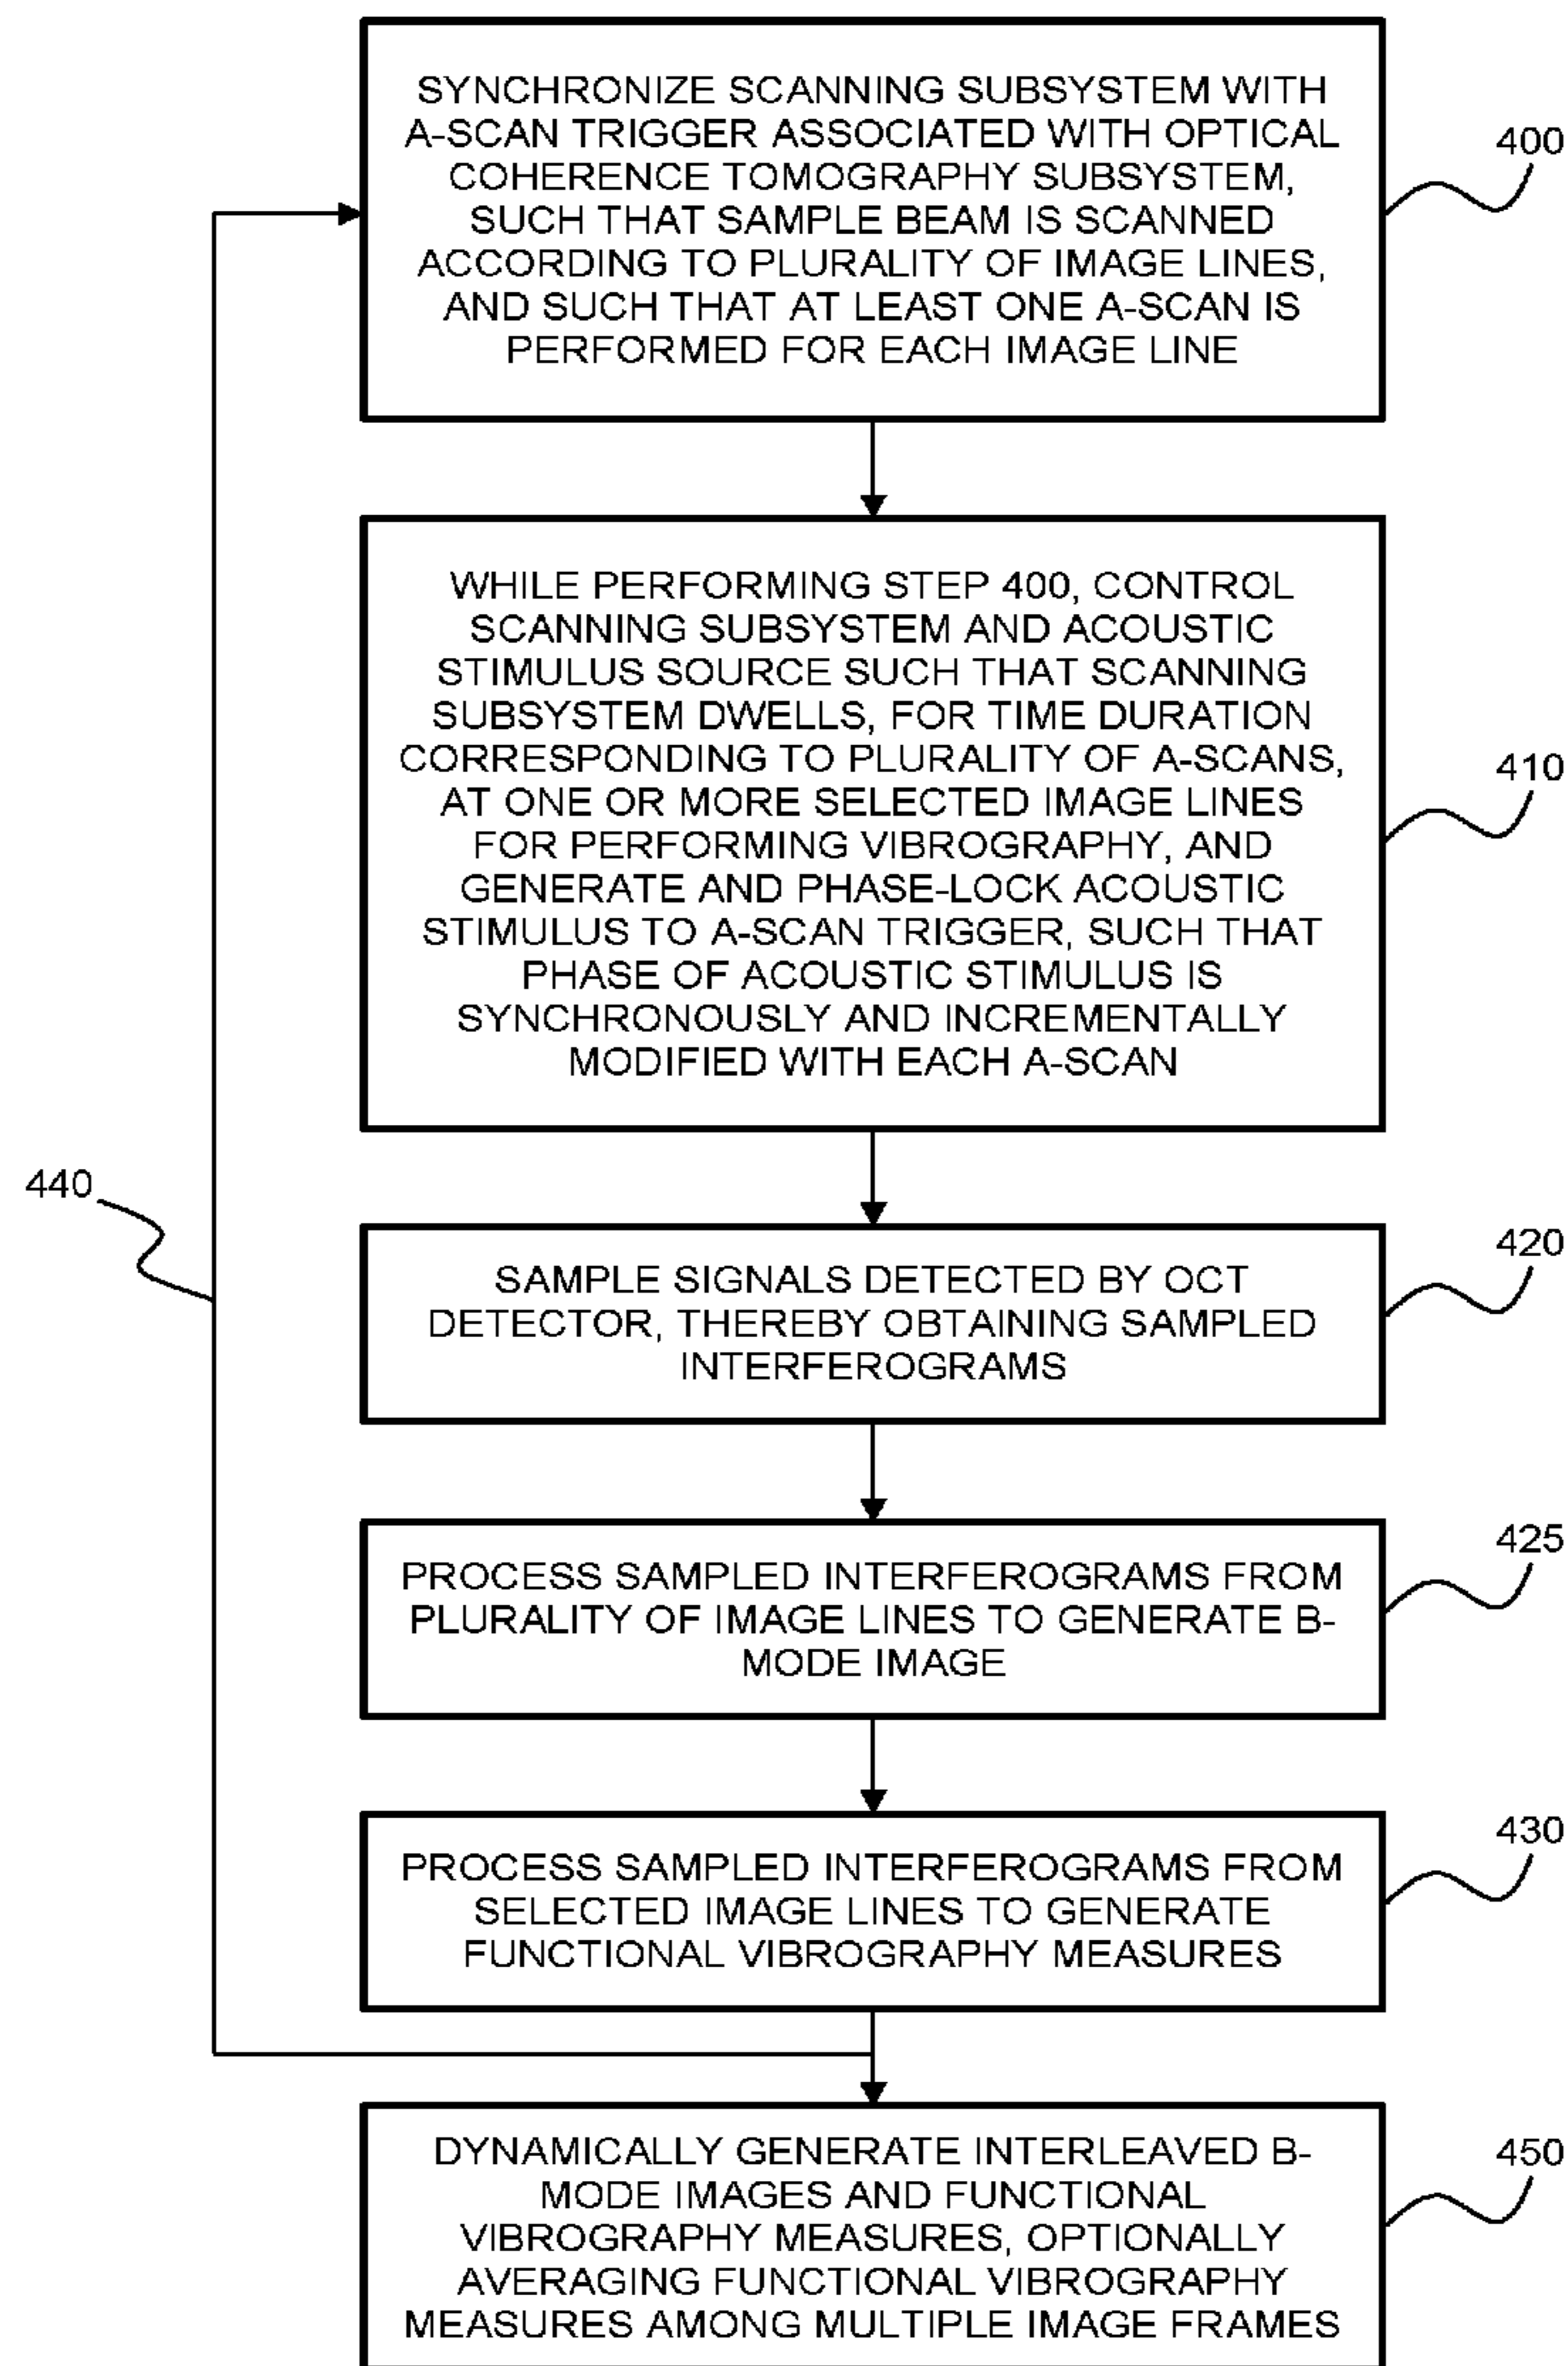 SYNCHRONIZE SCANNING SUBSYSTEM WITH
A-SCAN TRIGGER ASSOCIATED WITH OPTICAL
COHERENCE TOMOGRAPHY SUBSYSTEM,
SUCH THAT SAMPLE BEAM IS SCANNED
ACCORDING TO PLURALITY OF IMAGE LINES,
AND SUCH THAT AT LEAST ONE A-SCAN IS
PERFORMED FOR EACH IMAGE LINE
400
WHILE PERFORMING STEP 400, CONTROL
SCANNING SUBSYSTEM AND ACOUSTIC
STIMULUS SOURCE SUCH THAT SCANNING
SUBSYSTEM DWELLS, FOR TIME DURATION
CORRESPONDING TO PLURALITY OF A-SCANS,
AT ONE OR MORE SELECTED IMAGE LINES
FOR PERFORMING VIBROGRAPHY, AND
GENERATE AND PHASE-LOCK ACOUSTIC
STIMULUS TO A-SCAN TRIGGER, SUCH THAT
PHASE OF ACOUSTIC STIMULUS IS
SYNCHRONOUSLY AND INCREMENTALLY
MODIFIED WITH EACH A-SCAN
410
440
SAMPLE SIGNALS DETECTED BY OCT
DETECTOR, THEREBY OBTAINING SAMPLED
INTERFEROGRAMS
420
PROCESS SAMPLED INTERFEROGRAMS FROM
PLURALITY OF IMAGE LINES TO GENERATE B-
MODE IMAGE
425
PROCESS SAMPLED INTERFEROGRAMS FROM
SELECTED IMAGE LINES TO GENERATE
FUNCTIONAL VIBROGRAPHY MEASURES
430
DYNAMICALLY GENERATE INTERLEAVED B-
MODE IMAGES AND FUNCTIONAL
VIBROGRAPHY MEASURES, OPTIONALLY
AVERAGING FUNCTIONAL VIBROGRAPHY
MEASURES AMONG MULTIPLE IMAGE FRAMES
450